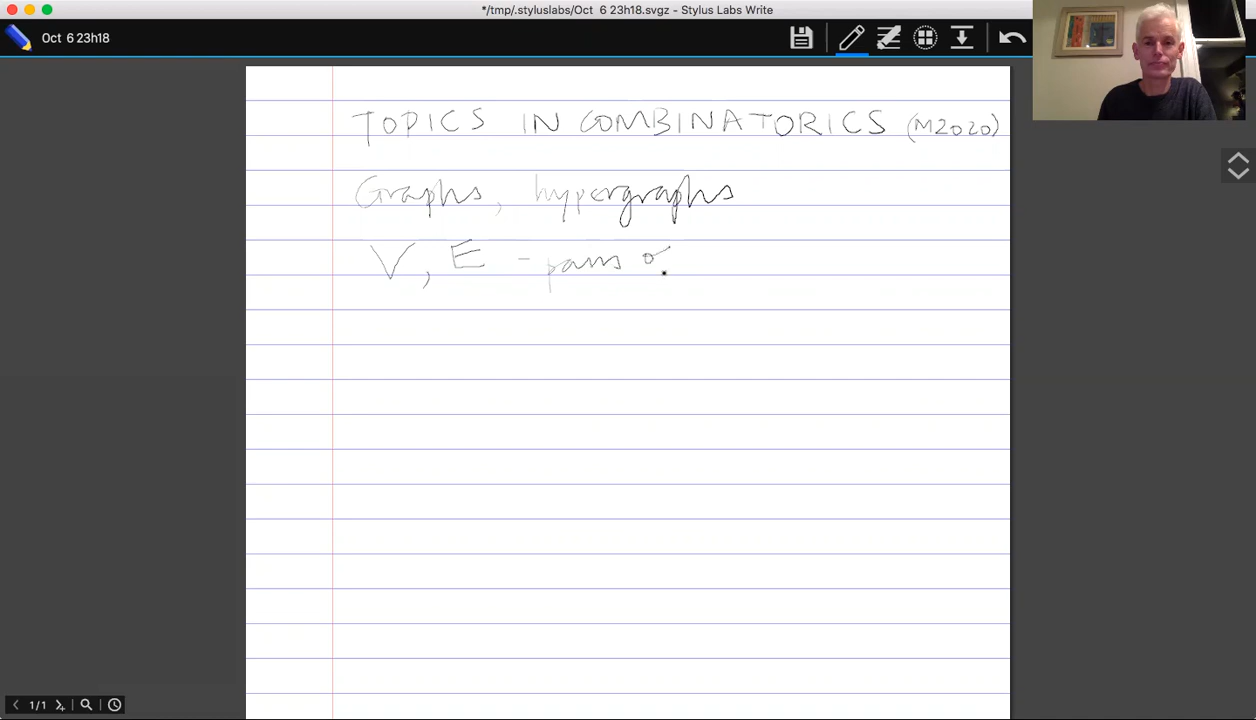 */tmp/.styluslabs/Oct 6 23h18.svgz - Stylus Labs Write
Oct 6 23h18
TOPICS IN COMBINATORICS (M2020)
Graphs, hypergraphs
V, E - pairs o
1/1